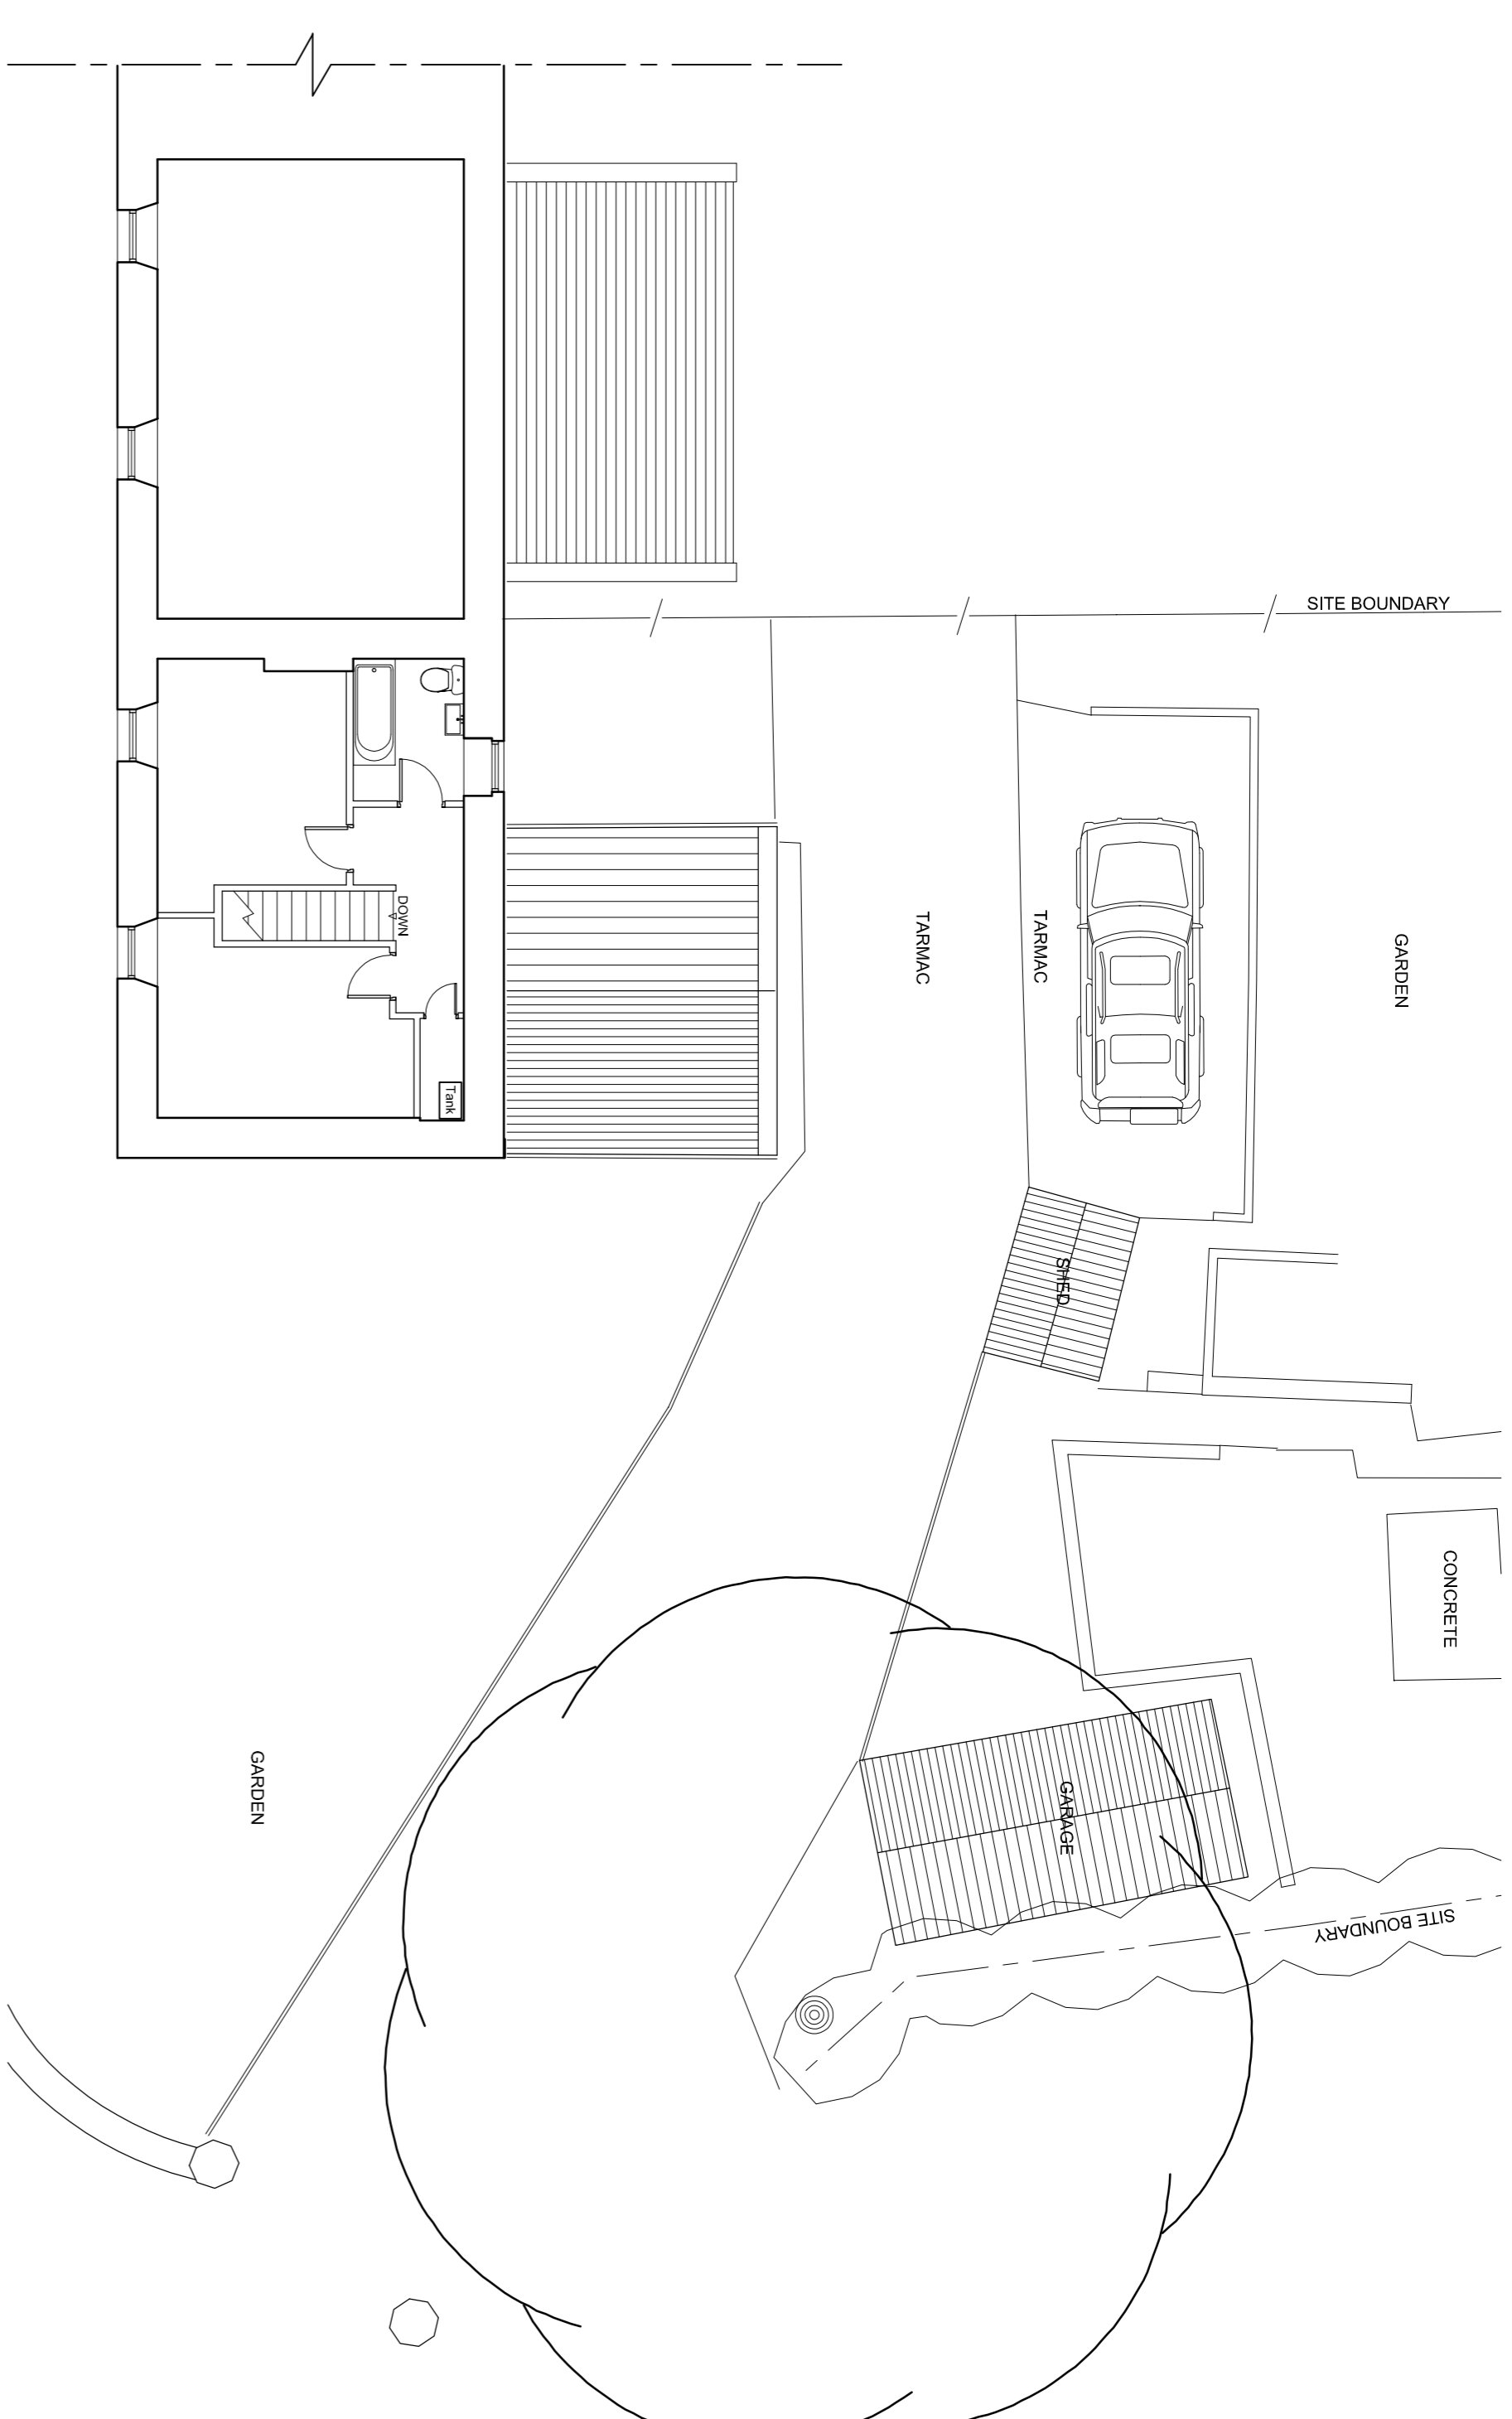 SITE BOUNDARY
DOWN
TARMAC
TARMAC
GARDEN
Tank
SHED
CONCRETE
GARDEN
GARAGE
SITE BOUNDARY